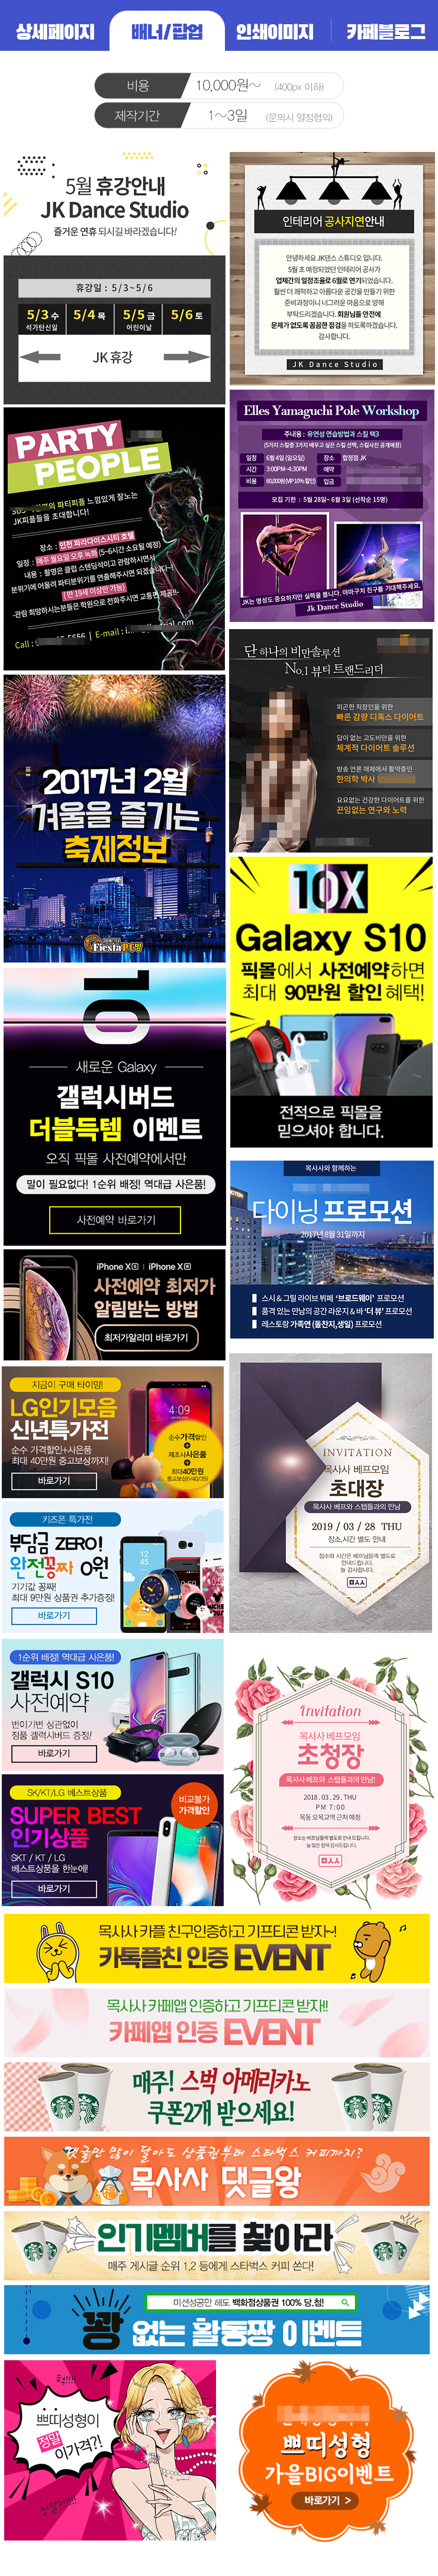 상세페이지
배너/팝업
인쇄이미지
카페블로그
비용
10,000원~ (400px 이하)
제작기간
1~3일 (문의시 일정협의)
5월 휴강안내
JK Dance Studio
즐거운 연휴 되시길 바라겠습니다!
휴강일 : 5/3~5/6
5/3 수
석가탄신일
5/4 목
5/5 금
어린이날
5/6 토
JK 휴강
인테리어 공사지연안내
안녕하세요 JK댄스 스튜디오 입니다.
5월 초 예정되었던 인테리어 공사가
업체간의 일정조율로 6월로 연기되었습니다.
훨씬 더 쾌적하고 아름다운 공간을 만들기 위한
준비과정이니 너그러운 마음으로 양해
부탁드리겠습니다. 회원님들 안전에
문제가 없도록 꼼꼼한 점검을 하도록하겠습니다.
감사합니다.
JK Dance Studio
PARTY
PEOPLE
파티피플 느낌있게 잘노는
JK피플들을 초대합니다!
장소 : 인천 파라다이스시티 호텔
일정 : 매주 월요일 오후 녹화 (5~6시간 소요될 예정)
내용 : 촬영은 클럽 스탠딩석이고 관람하시면서
분위기에 어울려 파티분위기를 연출해주시면 되겠습니다~!
(만 19세 이상만 가능)
-관람 희망하시는분들은 학원으로 전화주시면 교통편 제공!!-
Call :
E-mail :
Elles Yamaguchi Pole Workshop
주내용 : 유연성 연습방법과 스킬 택3
(5가지 스킬중 3가지 배우고 싶은 스킬 선택, 스킬사진 공개예정)
일정 6월 4일 (일요일)
장소 합정점 JK
시간 3:00PM~4:30PM
예약
비용 60,000원(VIP 10% 할인)
입금
모집 기한 : 5월 28일~ 6월 3일 (선착순 15명)
JK는 명성도 중요하지만 실력을 봅니다. 야마구치 친구를 기대해주세요.
Jk Dance Studio
단 하나의 비만솔루션
No.1 뷰티 트랜드리더
피곤한 직장인을 위한
빠른 감량 디톡스 다이어트
답이 없는 고도비만을 위한
체계적 다이어트 솔루션
방송 언론 매체에서 활약중인
한의학 박사
요요없는 건강한 다이어트를 위한
끈임없는 연구와 노력
2017년 2월
겨울을 즐기는
축제정보
FiestaPC방
10X
Galaxy S10
픽몰에서 사전예약하면
최대 90만원 할인 혜택!
전적으로 픽몰을
믿으셔야 합니다.
새로운 Galaxy
갤럭시버드
더블득템 이벤트
오직 픽몰 사전예약에서만
말이 필요없다! 1순위 배정! 역대급 사은품!
사전예약 바로가기
목사사와 함께하는
다이닝 프로모션
2017년 8월 31일까지
스시&그릴 라이브 뷔페 '브로드웨이' 프로모션
품격 있는 만남의 공간 라운지 & 바 '더 뷰' 프로모션
레스토랑 가족연 (돌잔치,생일) 프로모션
iPhone XS | iPhone XR
사전예약 최저가
알림받는 방법
최저가알리미 바로가기
지금이 구매 타이밍!
LG인기모음
신년특가전
순수 가격할인+사은품
최대 40만원 중고보상까지!
바로가기
4:09
순수가격할인
제조사사은품
최대40만원
중고보상(V40/G5)
키즈폰 특가전
부담금 ZERO!
완전꽁짜 0원
기기값 꽁짜!
최대 9만원 상품권 추가증정!
바로가기
INVITATION
목사사 베프모임
초대장
목사사 베프와 스텝들과의 만남
2019 / 03 / 28 THU
장소,시간 별도 안내
장소와 시간은 베프님들께 별도로
안내드립니다.
늘 감사합니다.
1순위 배정! 역대급 사은품!
갤럭시 S10
사전예약
번이기변 상관없이
정품 갤럭시버드 증정!
바로가기
Invitation
목사사 베프모임
초청장
목사사 베프와 스텝들과의 만남!
2018.03.29.THU
PM 7:00
목동 오목교역 근처 예정
장소는 베프님들께 별도로 안내 드립니다.
늘 많은 참여 감사드립니다.
SK/KT/LG 베스트상품
SUPER BEST
인기상품
SKT / KT / LG
베스트상품을 한눈에!
바로가기
비교불가
가격할인
목사사 카플 친구인증하고 기프티콘 받자~!
카톡플친 인증 EVENT
목사사 카페앱 인증하고 기프티콘 받자!!
카페앱 인증 EVENT
매주! 스벅 아메리카노
쿠폰2개 받으세요!
댓글만 많이 달아도 상품권부터 스타벅스 커피까지?
목사사 댓글왕
인기멤버를 찾아라
매주 게시글 순위 1,2 등에게 스타벅스 커피 쏜다!
미션성공만 해도 백화점상품권 100% 당.첨!
꽝 없는 활동짱 이벤트
쁘띠성형이
정말
이가격?!
쁘띠성형
가을BIG이벤트
바로가기 >